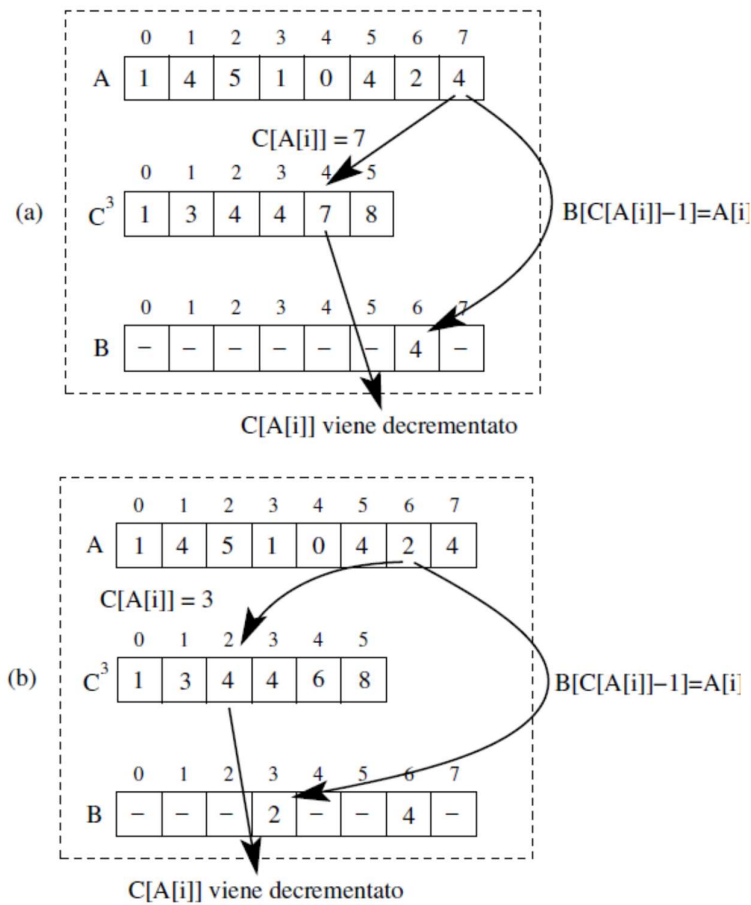 0 1 2 3 4 5 6 7
A 1 4 5 1 0 4 2 4
C[A[i]] = 7
0 1 2 3 4 5
(a) C³ 1 3 4 4 7 8
B[C[A[i]]−1]=A[i]
0 1 2 3 4 5 6 7
B − − − − − − 4 −
C[A[i]] viene decrementato
0 1 2 3 4 5 6 7
A 1 4 5 1 0 4 2 4
C[A[i]] = 3
0 1 2 3 4 5
(b) C³ 1 3 4 4 6 8
B[C[A[i]]−1]=A[i]
0 1 2 3 4 5 6 7
B − − − 2 − − 4 −
C[A[i]] viene decrementato